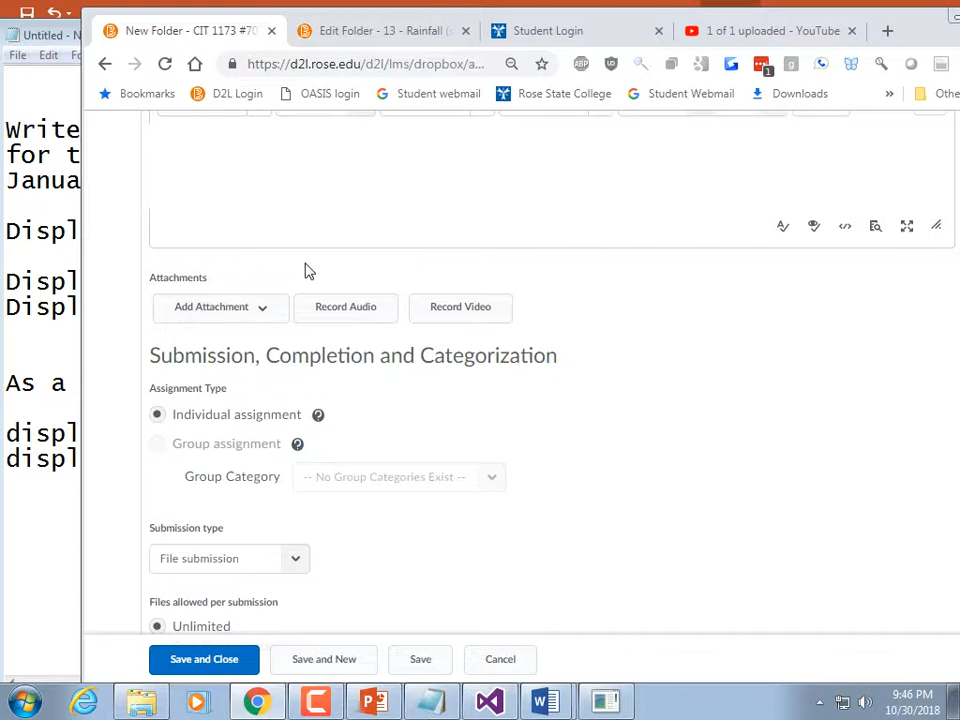 Untitled - N
File Edit Fo
Write
for t
Janua
Displ
Displ
Displ
As a
displ
displ
New Folder - CIT 1173 #70
Edit Folder - 13 - Rainfall (s
Student Login
1 of 1 uploaded - YouTube
https://d2l.rose.edu/d2l/lms/dropbox/a...
ABP
1
g
Bookmarks
D2L Login
OASIS login
Student webmail
Rose State College
Student Webmail
Downloads
»
Othe
Attachments
Add Attachment
Record Audio
Record Video
Submission, Completion and Categorization
Assignment Type
Individual assignment
Group assignment
Group Category
-- No Group Categories Exist --
Submission type
File submission
Files allowed per submission
Unlimited
Save and Close
Save and New
Save
Cancel
9:46 PM
10/30/2018